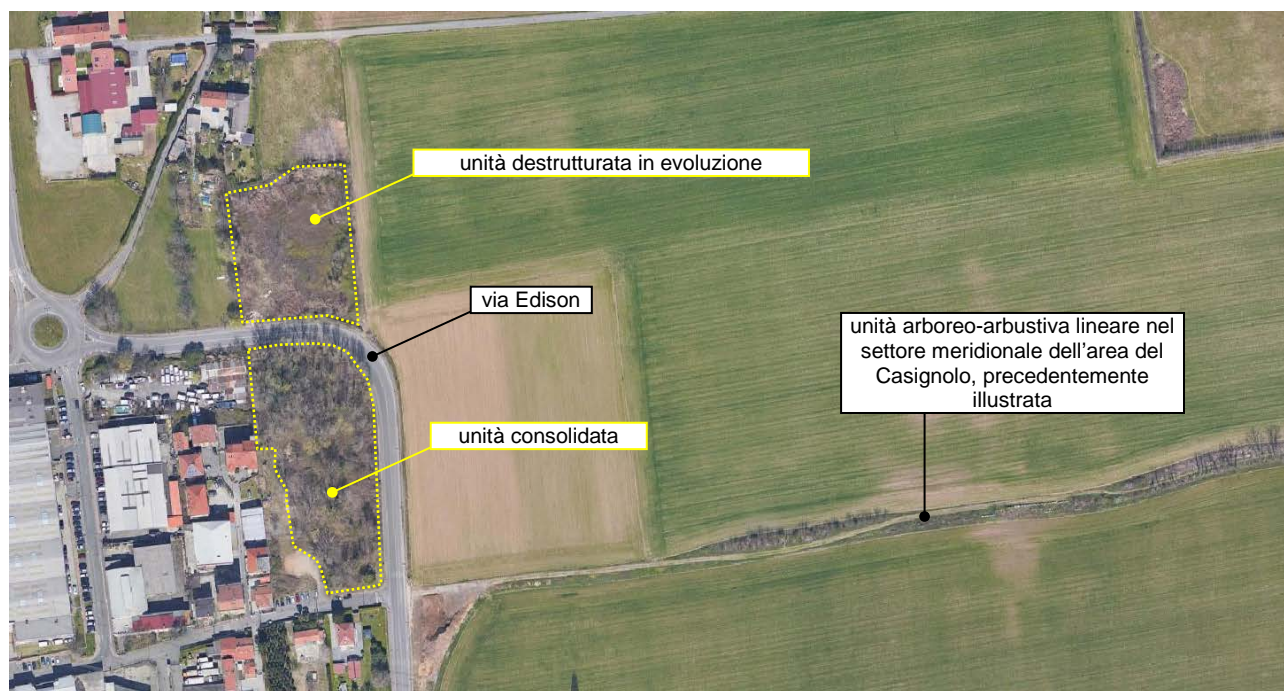 unità destrutturata in evoluzione
via Edison
unità arboreo-arbustiva lineare nel
settore meridionale dell’area del
Casignolo, precedentemente
illustrata
unità consolidata